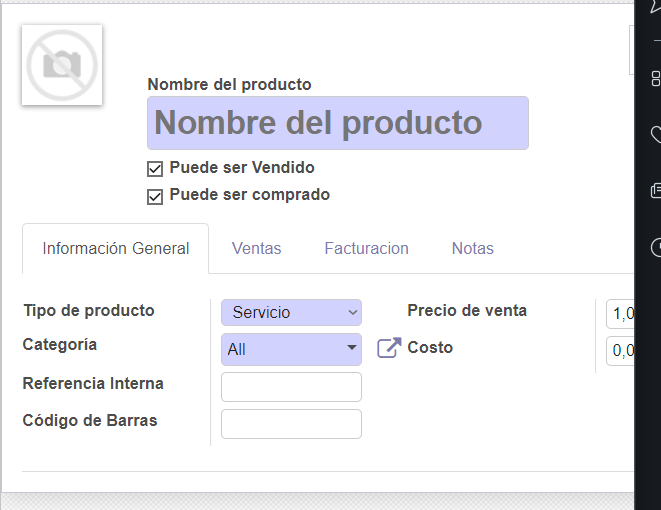 Nombre del producto
Nombre del producto
Puede ser Vendido
Puede ser comprado
Información General Ventas Facturacion Notas
Tipo de producto Servicio Precio de venta 1,0
Categoría All Costo 0,0
Referencia Interna
Código de Barras